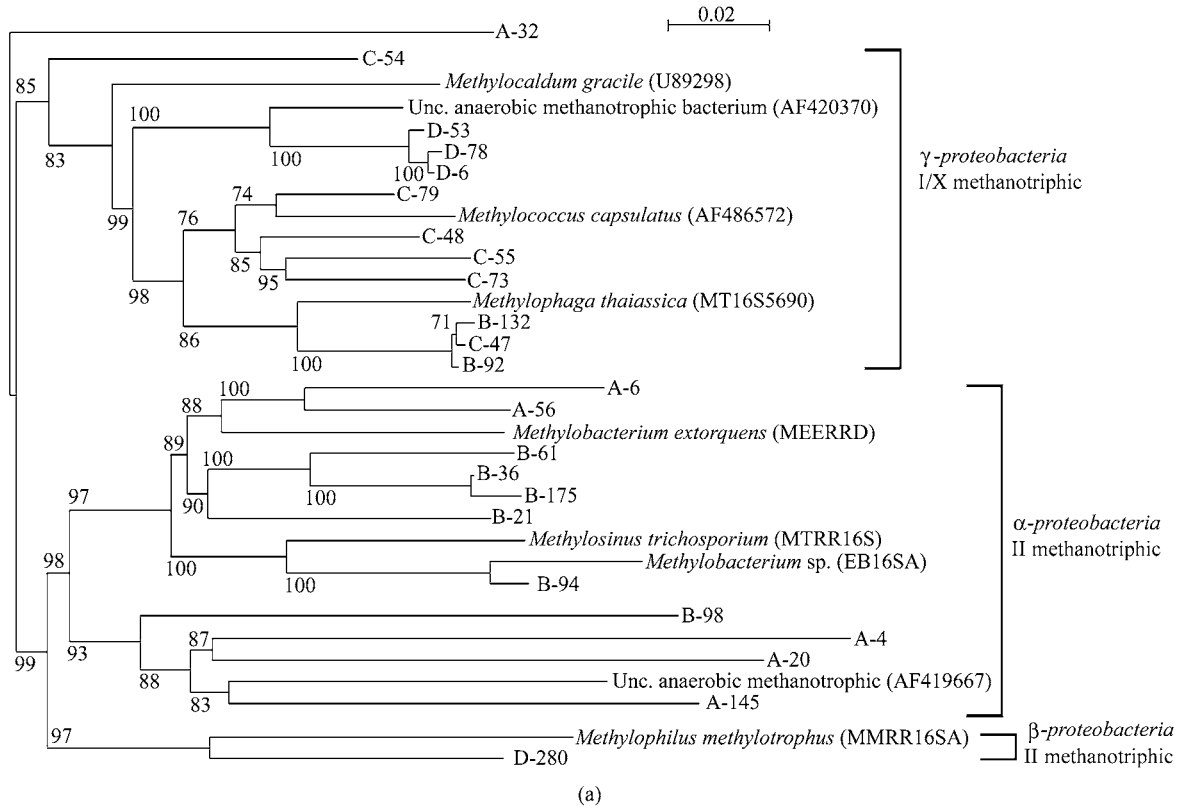 0.02
A-32
C-54
85
Methylocaldum gracile (U89298)
100
Unc. anaerobic methanotrophic bacterium (AF420370)
D-53
83
100
D-78
γ-proteobacteria
100
D-6
I/X methanotriphic
74
C-79
99
76
Methylococcus capsulatus (AF486572)
C-48
85
C-55
95
C-73
98
Methylophaga thaiassica (MT16S5690)
71
B-132
86
C-47
100
B-92
100
A-6
88
A-56
Methylobacterium extorquens (MEERRD)
89
100
B-61
B-36
97
90
100
B-175
B-21
α-proteobacteria
Methylosinus trichosporium (MTRR16S)
II methanotriphic
98
100
Methylobacterium sp. (EB16SA)
100
B-94
B-98
87
A-4
99
93
A-20
88
Unc. anaerobic methanotrophic (AF419667)
83
A-145
97
Methylophilus methylotrophus (MMRR16SA)
β-proteobacteria
D-280
II methanotriphic
(a)